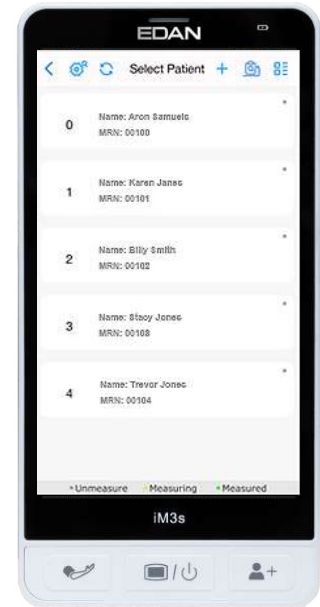 EDAN
Select Patient
0
Name: Aron Samuels
MRN: 00100
1
Name: Karen Janes
MRN: 00101
2
Name: Billy Smith
MRN: 00102
3
Name: Stacy Jones
MRN: 00103
4
Name: Trevor Jones
MRN: 00104
Unmeasure Measuring Measured
iM3s